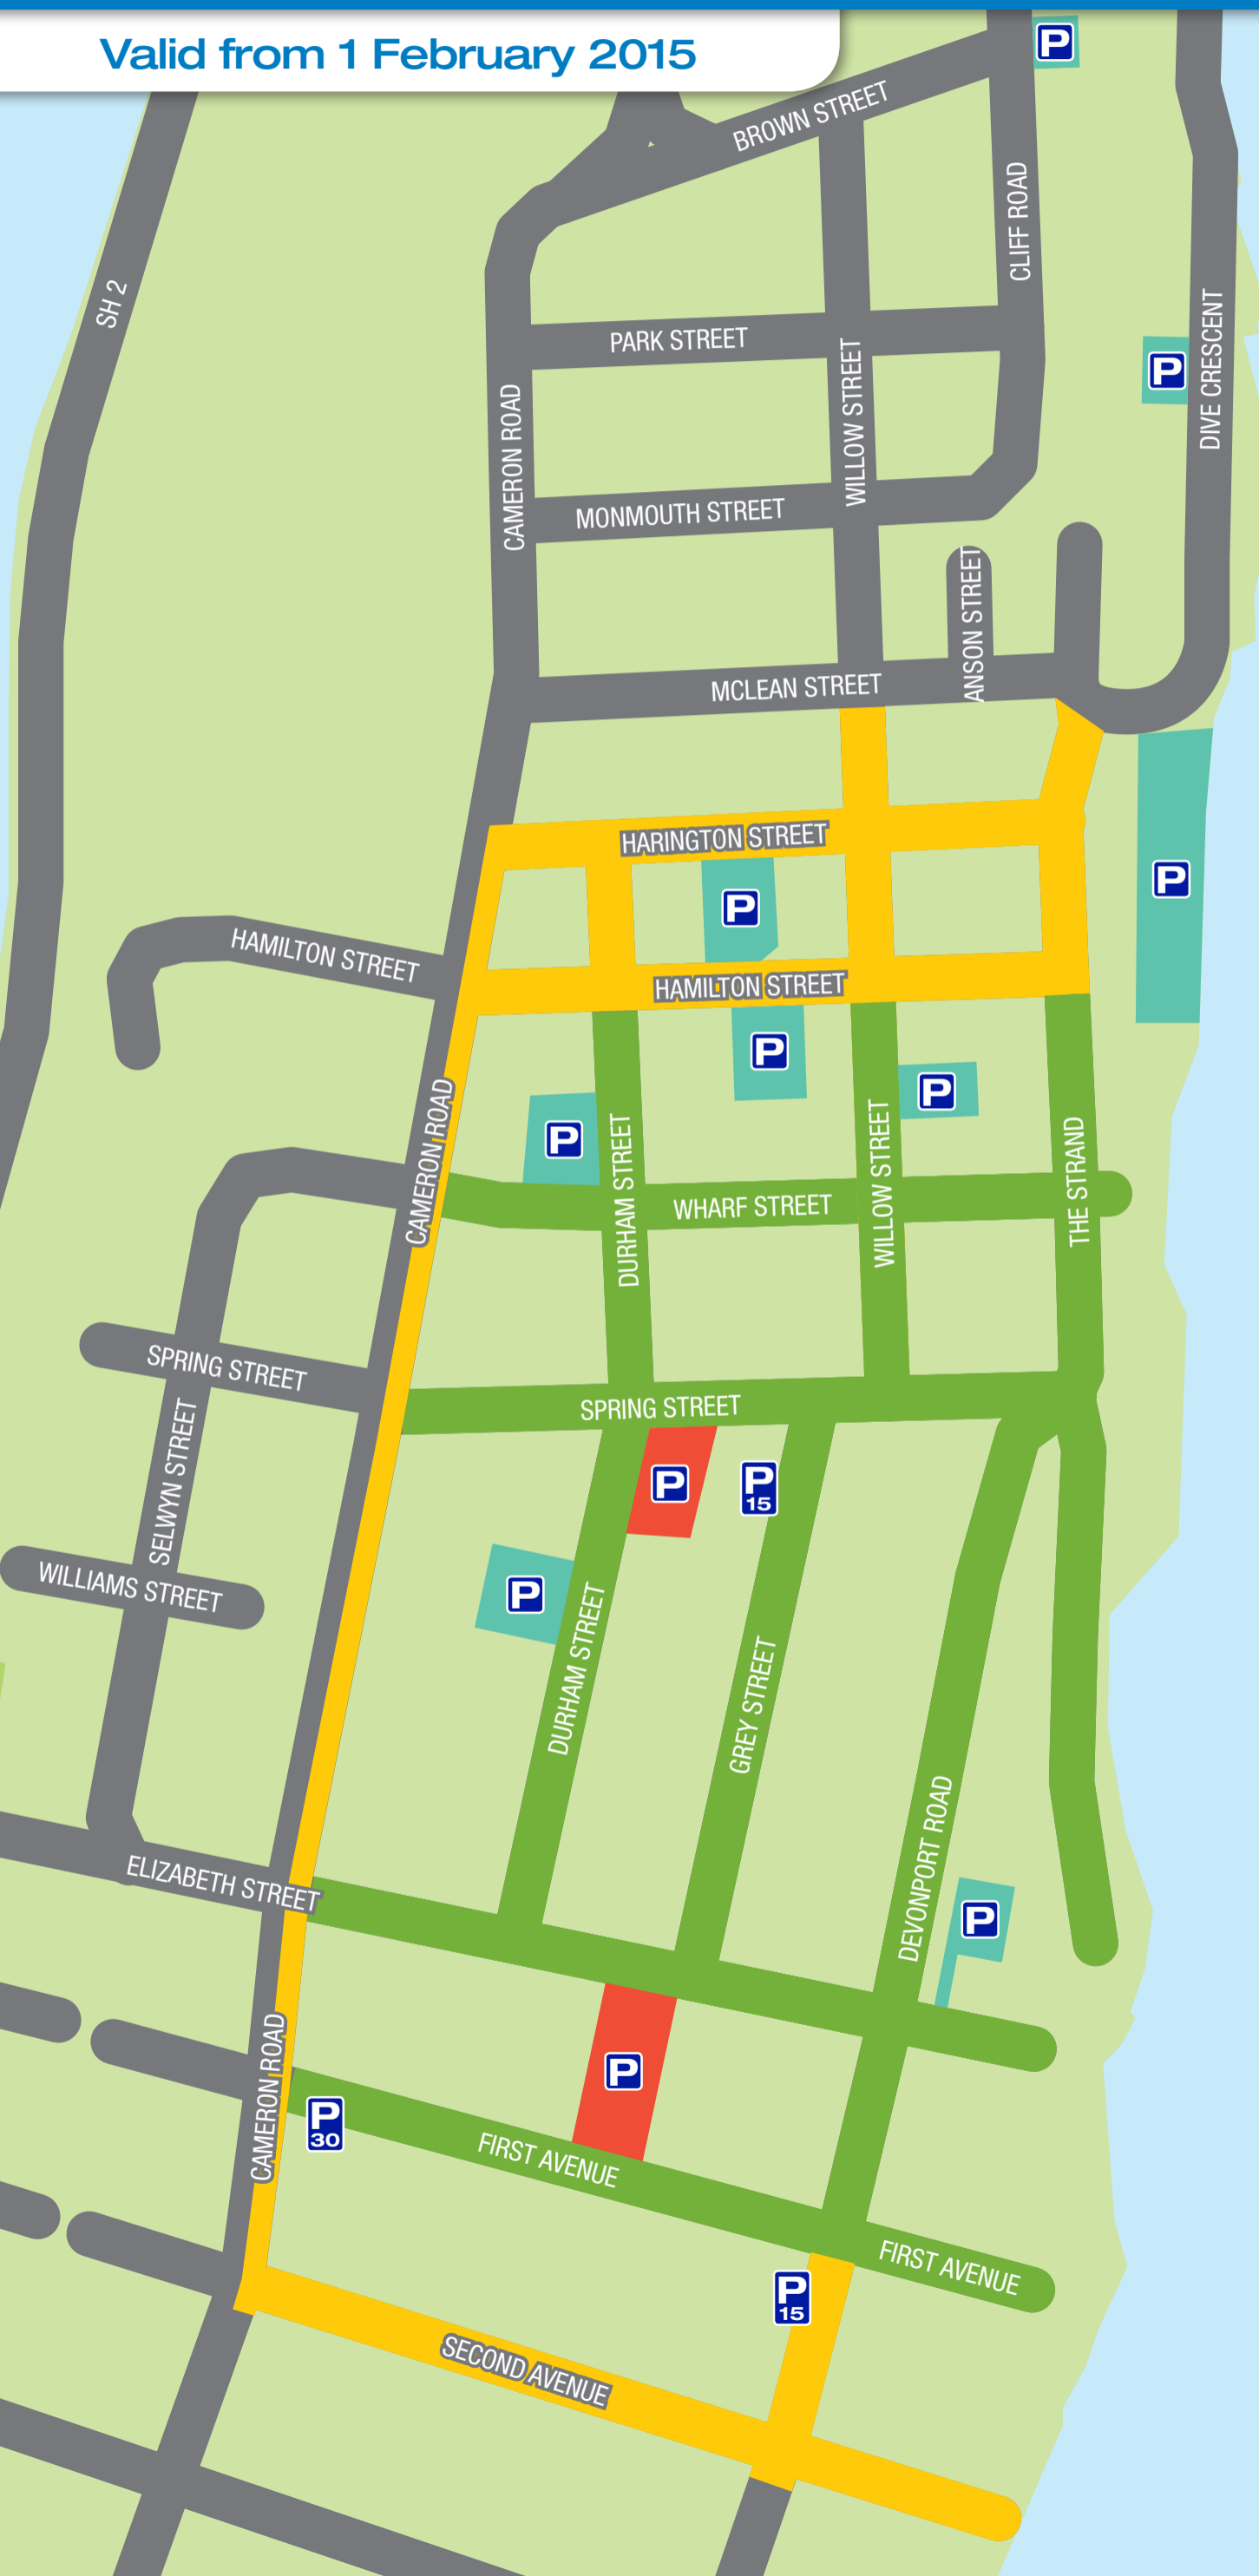 Valid from 1 February 2015
P
BROWN STREET
CLIFF ROAD
SH 2
DIVE CRESCENT
PARK STREET
P
WILLOW STREET
CAMERON ROAD
MONMOUTH STREET
ANSON STREET
MCLEAN STREET
HARINGTON STREET
P
P
HAMILTON STREET
HAMILTON STREET
P
P
P
CAMERON ROAD
DURHAM STREET
WILLOW STREET
THE STRAND
WHARF STREET
SPRING STREET
SPRING STREET
P
P
15
SELWYN STREET
WILLIAMS STREET
P
DURHAM STREET
GREY STREET
DEVONPORT ROAD
ELIZABETH STREET
P
CAMERON ROAD
P
P
30
FIRST AVENUE
FIRST AVENUE
P
15
SECOND AVENUE